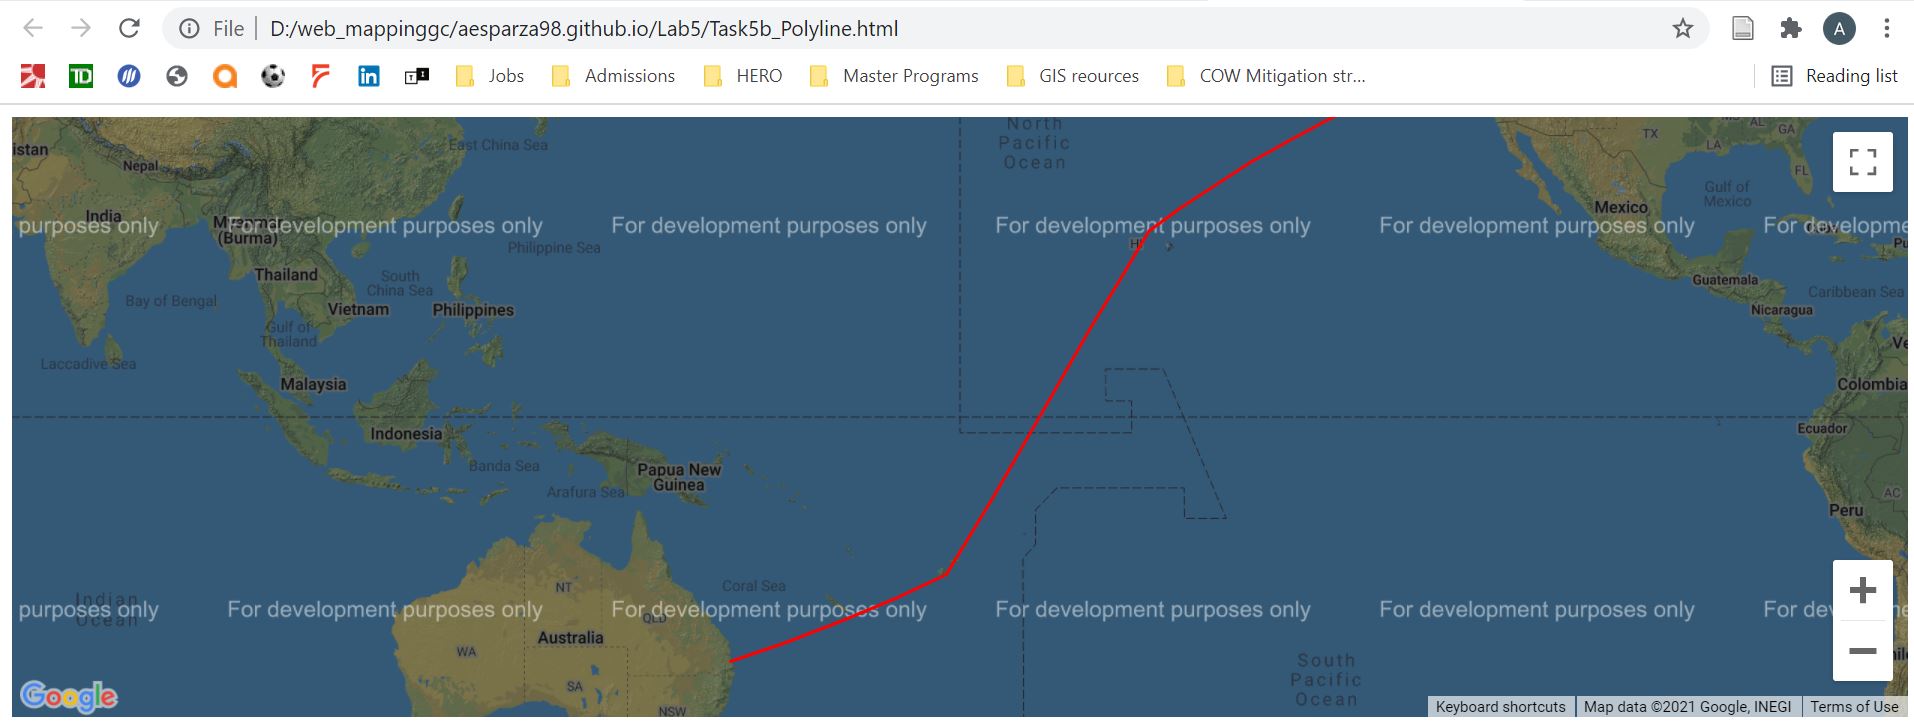 File D:/web_mappinggc/aesparza98.github.io/Lab5/Task5b_Polyline.html A
TD in T I Jobs Admissions HERO Master Programs GIS reources COW Mitigation str... Reading list
istan
Nepal
East China Sea
North
Pacific
Ocean
TX
AL
GA
LA
FL
India
Myanmar
(Burma)
Philippine Sea
Mexico
Gulf of
Mexico
purposes only For development purposes only For development purposes only For development purposes only For development purposes only For de
HI
Pu
Thailand
South
China Sea
Bay of Bengal
Vietnam
Philippines
Guatemala
Caribbean Sea
Nicaragua
Gulf of
Thailand
Laccadive Sea
Ve
Malaysia
Colombia
Indonesia
Ecuador
Banda Sea
Papua New
Guinea
Arafura Sea
AC
Peru
NT
Coral Sea
Indian
Ocean
purposes only For development purposes only For development purposes only For development purposes only For development purposes only For de
QLD
Australia
WA
SA
NSW
South
Pacific
Ocean
Google
Keyboard shortcuts Map data ©2021 Google, INEGI Terms of Use